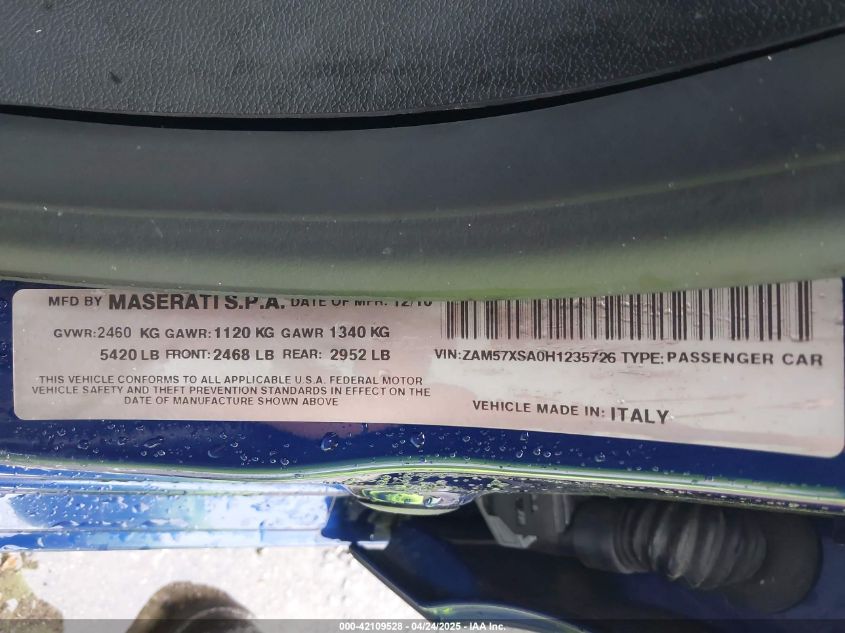 MFD BY MASERATI S.P.A. DATE OF MFR: 12/16
GVWR:2460 KG GAWR:1120 KG GAWR 1340 KG
5420 LB FRONT:2468 LB REAR: 2952 LB
VIN:ZAM57XSA0H1235726 TYPE:PASSENGER CAR
THIS VEHICLE CONFORMS TO ALL APPLICABLE U.S.A. FEDERAL MOTOR
VEHICLE SAFETY AND THEFT PREVENTION STANDARDS IN EFFECT ON THE
DATE OF MANUFACTURE SHOWN ABOVE
VEHICLE MADE IN: ITALY
000-42109528 - 04/24/2025 - IAA Inc.